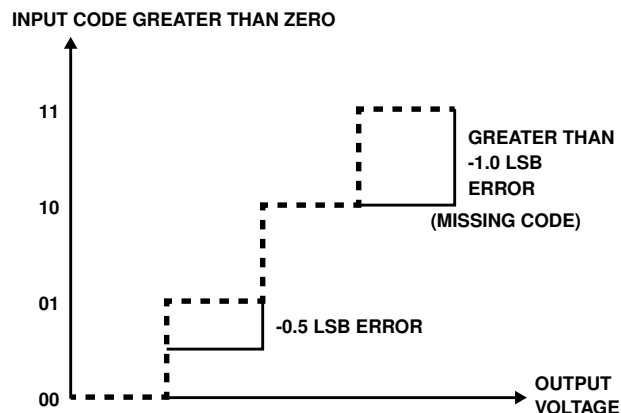 INPUT CODE GREATER THAN ZERO
11
GREATER THAN
-1.0 LSB
ERROR
10
(MISSING CODE)
01
-0.5 LSB ERROR
00
OUTPUT
VOLTAGE